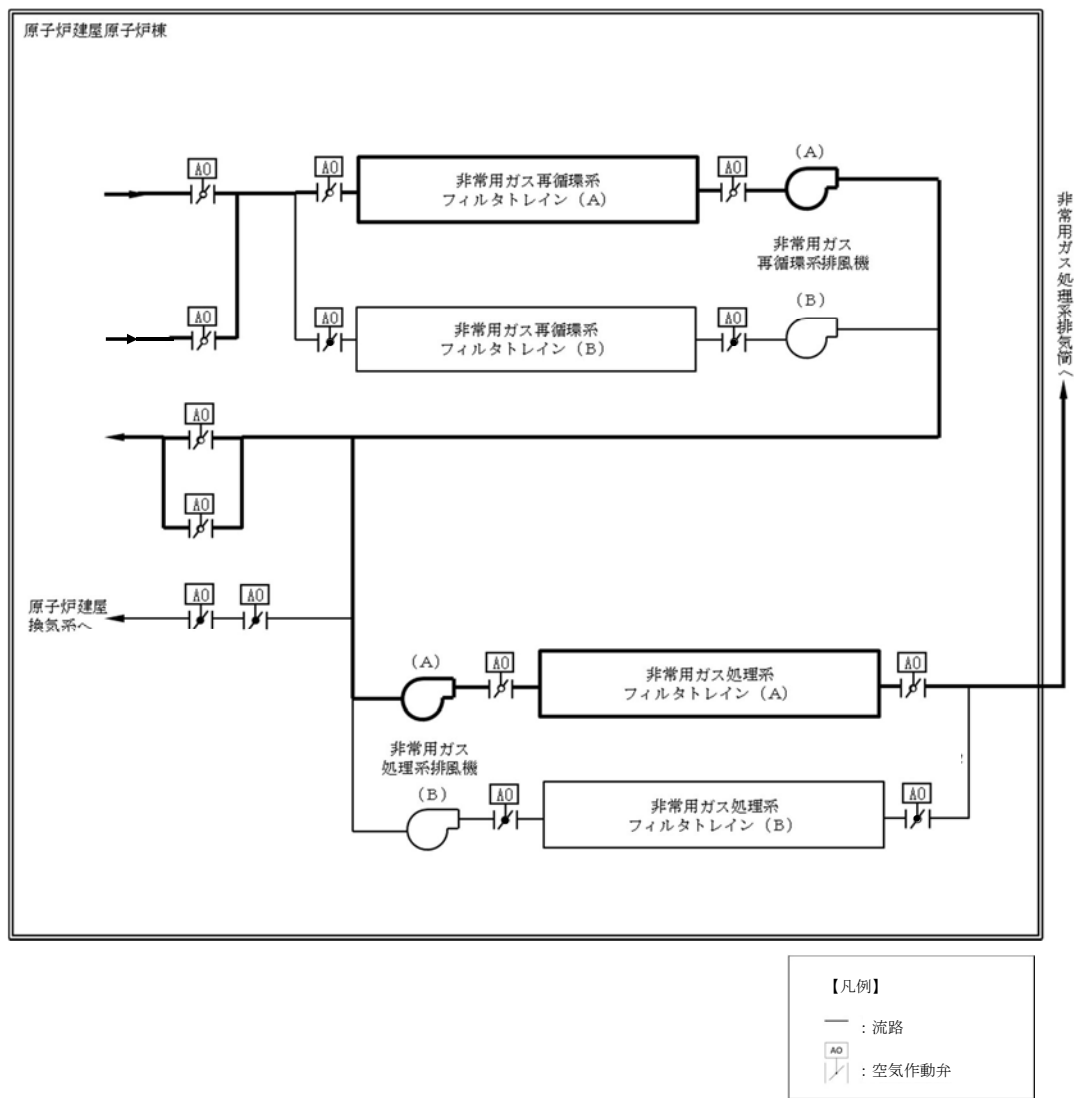 原子炉建屋原子炉棟
AO
AO
AO
(A)
非常用ガス再循環系
フィルタトレイン(A)
非常用ガス
再循環系排風機
非常用ガス処理系排気筒へ
AO
AO
AO
(B)
非常用ガス再循環系
フィルタトレイン(B)
AO
AO
原子炉建屋
換気系へ
AO
AO
(A)
AO
非常用ガス処理系
フィルタトレイン(A)
AO
非常用ガス
処理系排風機
(B)
AO
非常用ガス処理系
フィルタトレイン(B)
AO
【凡例】
:流路
AO
:空気作動弁